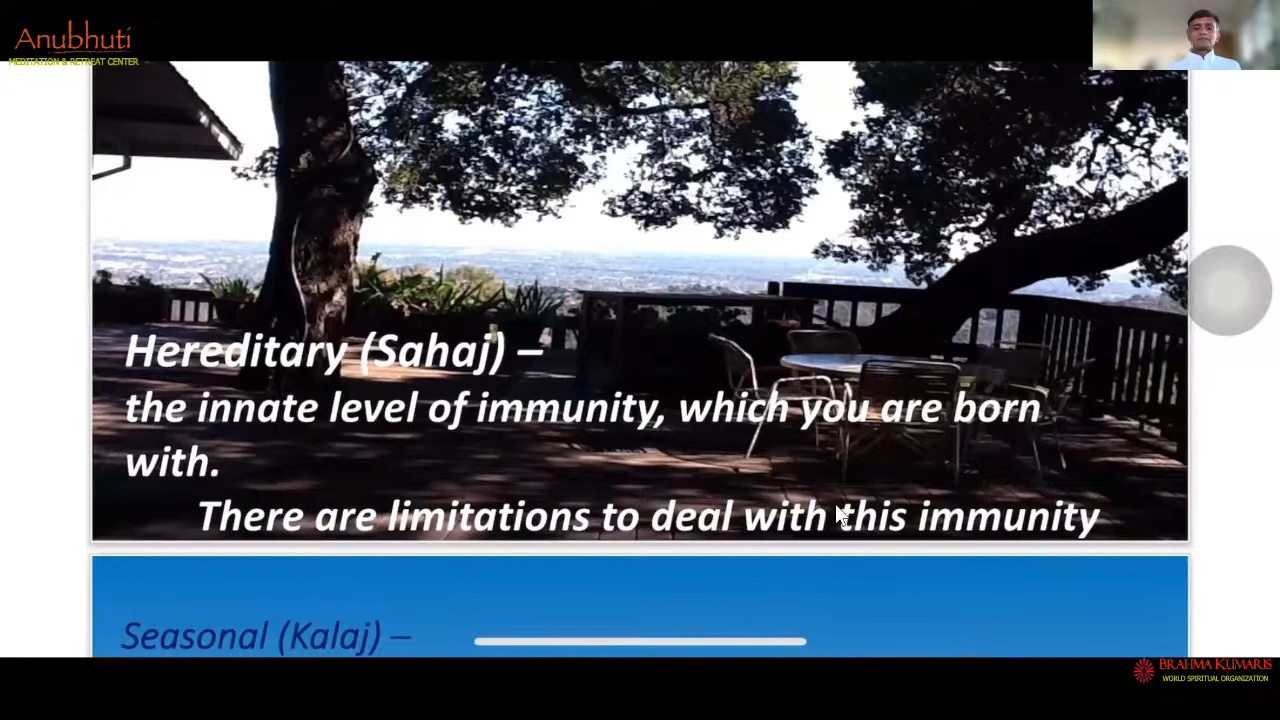 Anubhuti
MEDITATION & RETREAT CENTER
Hereditary (Sahaj) –
the innate level of immunity, which you are born
with.
There are limitations to deal with this immunity
Seasonal (Kalaj) –
BRAHMA KUMARIS
WORLD SPIRITUAL ORGANIZATION